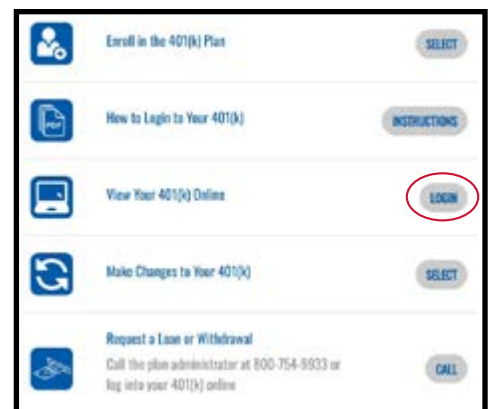 Enroll in the 401(k) Plan
SELECT
PDF
How to Login to Your 401(k)
INSTRUCTIONS
View Your 401(k) Online
LOGIN
Make Changes to Your 401(k)
SELECT
Request a Loan or Withdrawal
Call the plan administrator at 800-754-9933 or
log into your 401(k) online
CALL